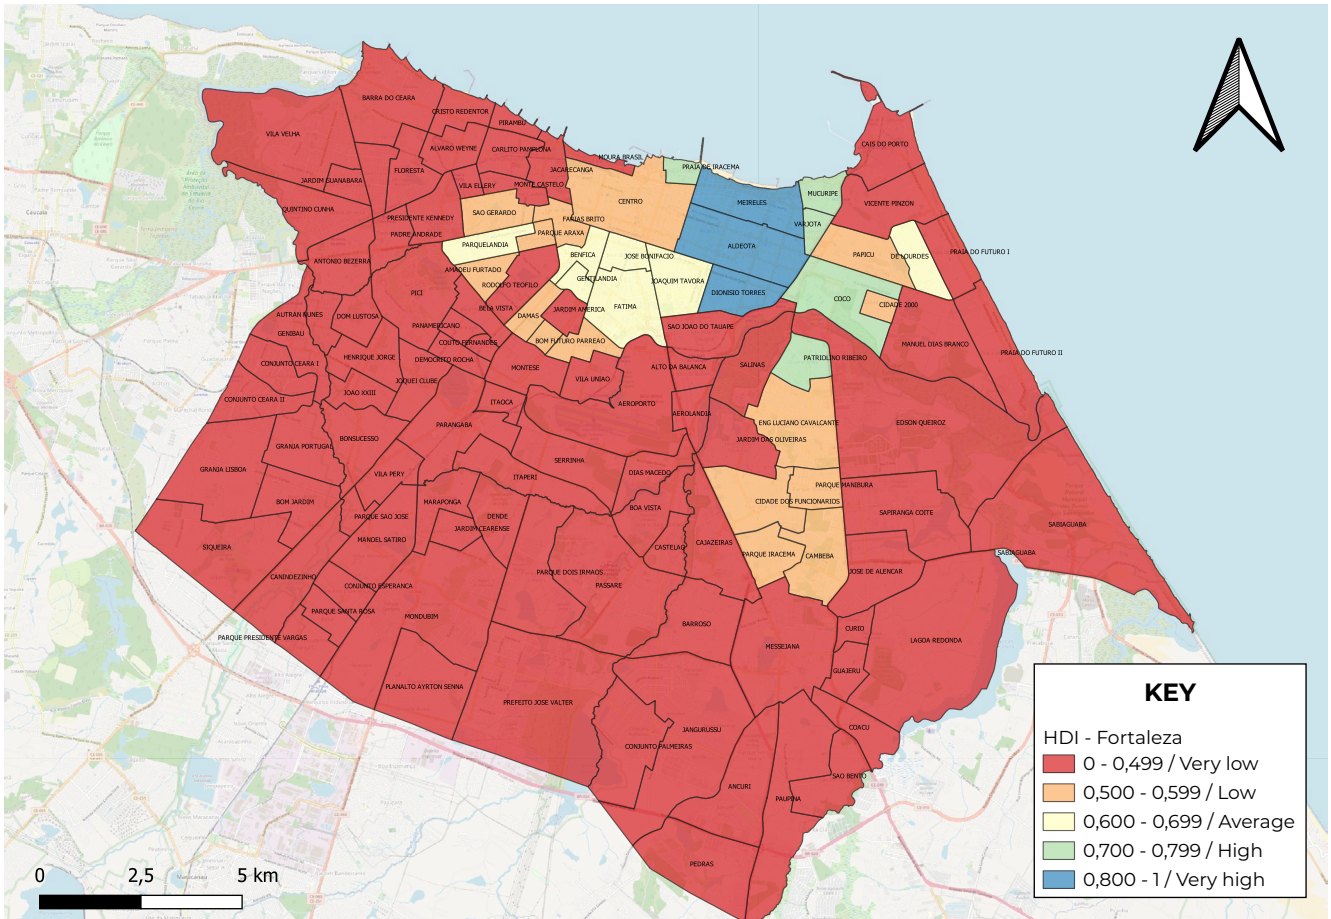 BARRA DO CEARA
CRISTO REDENTOR
PIRAMBU
VILA VELHA
ALVARO WEYNE
CARLITO PAMPLONA
MOURA BRASIL
CAIS DO PORTO
JACARECANGA
PRAIA DE IRACEMA
FLORESTA
JARDIM GUANABARA
VILA ELLERY
MONTE CASTELO
MUCURIPE
QUINTINO CUNHA
CENTRO
MEIRELES
VICENTE PINZON
SAO GERARDO
PRESIDENTE KENNEDY
FARIAS BRITO
VARJOTA
PADRE ANDRADE
PARQUE ARAXA
PARQUELANDIA
ALDEOTA
PRAIA DO FUTURO I
BENFICA
JOSE BONIFACIO
PAPICU
DE LOURDES
ANTONIO BEZERRA
AMADEU FURTADO
GENTILANDIA
JOAQUIM TAVORA
RODOLFO TEOFILO
PICI
DIONISIO TORRES
COCO
CIDADE 2000
BELA VISTA
JARDIM AMERICA
FATIMA
AUTRAN NUNES
DOM LUSTOSA
DAMAS
PANAMERICANO
SAO JOAO DO TAUAPE
GENIBAU
COUTO FERNANDES
BOM FUTURO
PARREAO
MANUEL DIAS BRANCO
PRAIA DO FUTURO II
HENRIQUE JORGE
DEMOCRITO ROCHA
PATRIOLINO RIBEIRO
CONJUNTO CEARA I
MONTESE
ALTO DA BALANCA
SALINAS
JOQUEI CLUBE
VILA UNIAO
JOAO XXIII
CONJUNTO CEARA II
ITAOCA
AEROPORTO
AEROLANDIA
PARANGABA
ENG LUCIANO CAVALCANTE
EDSON QUEIROZ
BONSUCESSO
JARDIM DAS OLIVEIRAS
GRANJA PORTUGAL
GRANJA LISBOA
SERRINHA
VILA PERY
ITAPERI
DIAS MACEDO
PARQUE MANIBURA
BOM JARDIM
MARAPONGA
CIDADE DOS FUNCIONARIOS
BOA VISTA
SAPIRANGA COITE
PARQUE SAO JOSE
DENDE
JARDIM CEARENSE
SABIAGUABA
MANOEL SATIRO
CAJAZEIRAS
SIQUEIRA
CASTELAO
PARQUE IRACEMA
CAMBEBA
SABIAGUABA
CANINDEZINHO
PARQUE DOIS IRMAOS
JOSE DE ALENCAR
CONJUNTO ESPERANCA
PASSARE
PARQUE SANTA ROSA
MONDUBIM
BARROSO
CURIO
PARQUE PRESIDENTE VARGAS
MESSEJANA
LAGOA REDONDA
GUAJERU
PLANALTO AYRTON SENNA
PREFEITO JOSE VALTER
JANGURUSSU
COACU
CONJUNTO PALMEIRAS
SAO BENTO
ANCURI
PAUPINA
PEDRAS
KEY
HDI - Fortaleza
0 - 0,499 / Very low
0,500 - 0,599 / Low
0,600 - 0,699 / Average
0,700 - 0,799 / High
0,800 - 1 / Very high
0 2,5 5 km